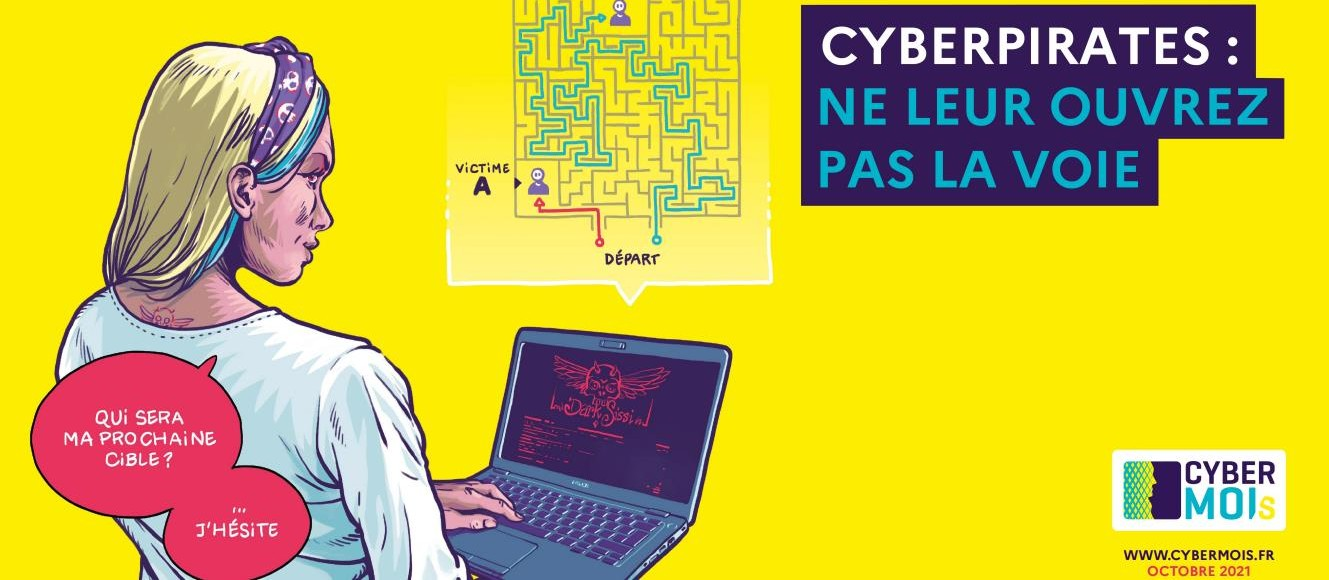 CYBERPIRATES :
NE LEUR OUVREZ
PAS LA VOIE
VICTIME
A
DÉPART
QUI SERA
MA PROCHAINE
CIBLE ?
...
J'HÉSITE
CYBER
MOIs
WWW.CYBERMOIS.FR
OCTOBRE 2021